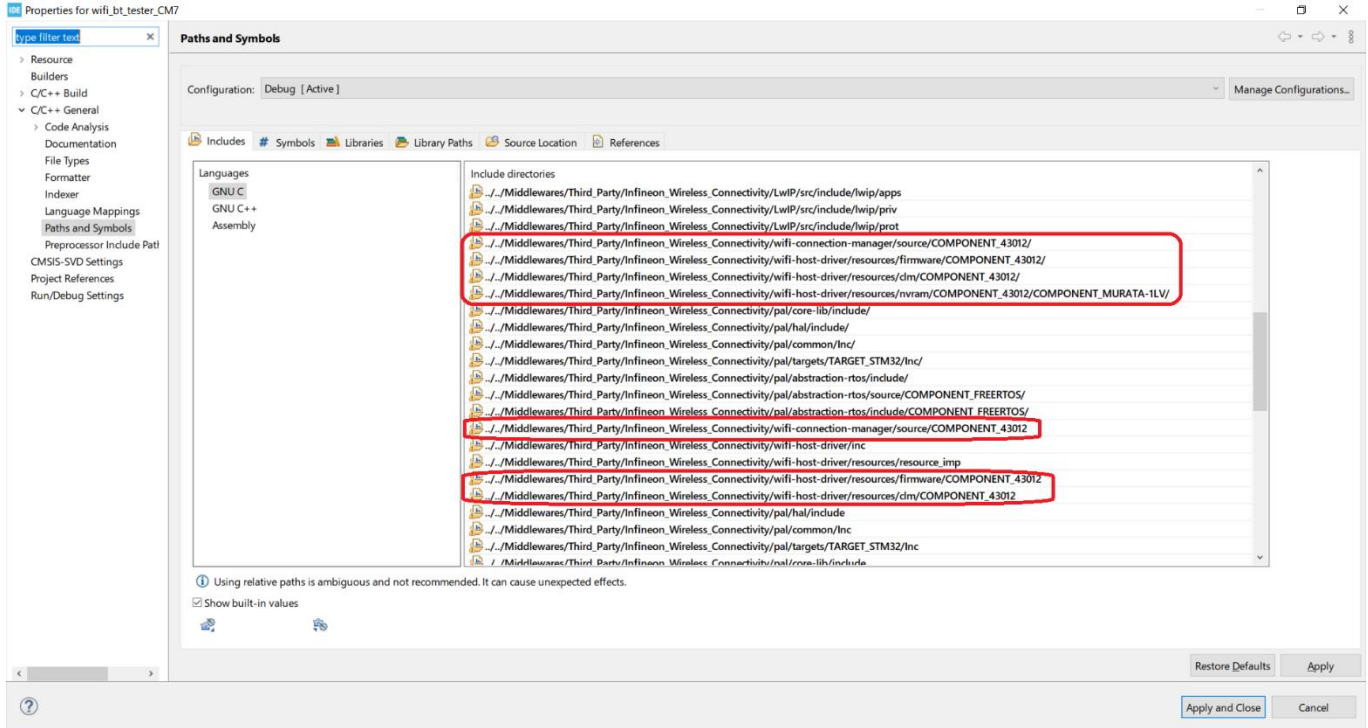 IDE Properties for wifi_bt_tester_CM7
type filter text
Resource
Builders
C/C++ Build
C/C++ General
Code Analysis
Documentation
File Types
Formatter
Indexer
Language Mappings
Paths and Symbols
Preprocessor Include Patl
CMSIS-SVD Settings
Project References
Run/Debug Settings
Paths and Symbols
Configuration: Debug [ Active ]
Manage Configurations...
Includes # Symbols Libraries Library Paths Source Location References
Languages
GNU C
GNU C++
Assembly
Include directories
../../Middlewares/Third_Party/Infineon_Wireless_Connectivity/LwIP/src/include/lwip/apps
../../Middlewares/Third_Party/Infineon_Wireless_Connectivity/LwIP/src/include/lwip/priv
../../Middlewares/Third_Party/Infineon_Wireless_Connectivity/LwIP/src/include/lwip/prot
../../Middlewares/Third_Party/Infineon_Wireless_Connectivity/wifi-connection-manager/source/COMPONENT_43012/
../../Middlewares/Third_Party/Infineon_Wireless_Connectivity/wifi-host-driver/resources/firmware/COMPONENT_43012/
../../Middlewares/Third_Party/Infineon_Wireless_Connectivity/wifi-host-driver/resources/clm/COMPONENT_43012/
../../Middlewares/Third_Party/Infineon_Wireless_Connectivity/wifi-host-driver/resources/nvram/COMPONENT_43012/COMPONENT_MURATA-1LV/
../../Middlewares/Third_Party/Infineon_Wireless_Connectivity/pal/core-lib/include/
../../Middlewares/Third_Party/Infineon_Wireless_Connectivity/pal/hal/include/
../../Middlewares/Third_Party/Infineon_Wireless_Connectivity/pal/common/Inc/
../../Middlewares/Third_Party/Infineon_Wireless_Connectivity/pal/targets/TARGET_STM32/Inc/
../../Middlewares/Third_Party/Infineon_Wireless_Connectivity/pal/abstraction-rtos/include/
../../Middlewares/Third_Party/Infineon_Wireless_Connectivity/pal/abstraction-rtos/source/COMPONENT_FREERTOS/
../../Middlewares/Third_Party/Infineon_Wireless_Connectivity/pal/abstraction-rtos/include/COMPONENT_FREERTOS/
../../Middlewares/Third_Party/Infineon_Wireless_Connectivity/wifi-connection-manager/source/COMPONENT_43012
../../Middlewares/Third_Party/Infineon_Wireless_Connectivity/wifi-host-driver/inc
../../Middlewares/Third_Party/Infineon_Wireless_Connectivity/wifi-host-driver/resources/resource_imp
../../Middlewares/Third_Party/Infineon_Wireless_Connectivity/wifi-host-driver/resources/firmware/COMPONENT_43012
../../Middlewares/Third_Party/Infineon_Wireless_Connectivity/wifi-host-driver/resources/clm/COMPONENT_43012
../../Middlewares/Third_Party/Infineon_Wireless_Connectivity/pal/hal/include
../../Middlewares/Third_Party/Infineon_Wireless_Connectivity/pal/common/Inc
../../Middlewares/Third_Party/Infineon_Wireless_Connectivity/pal/targets/TARGET_STM32/Inc
../../Middlewares/Third_Party/Infineon_Wireless_Connectivity/pal/core-lib/include
Using relative paths is ambiguous and not recommended. It can cause unexpected effects.
Show built-in values
Restore Defaults Apply
Apply and Close Cancel